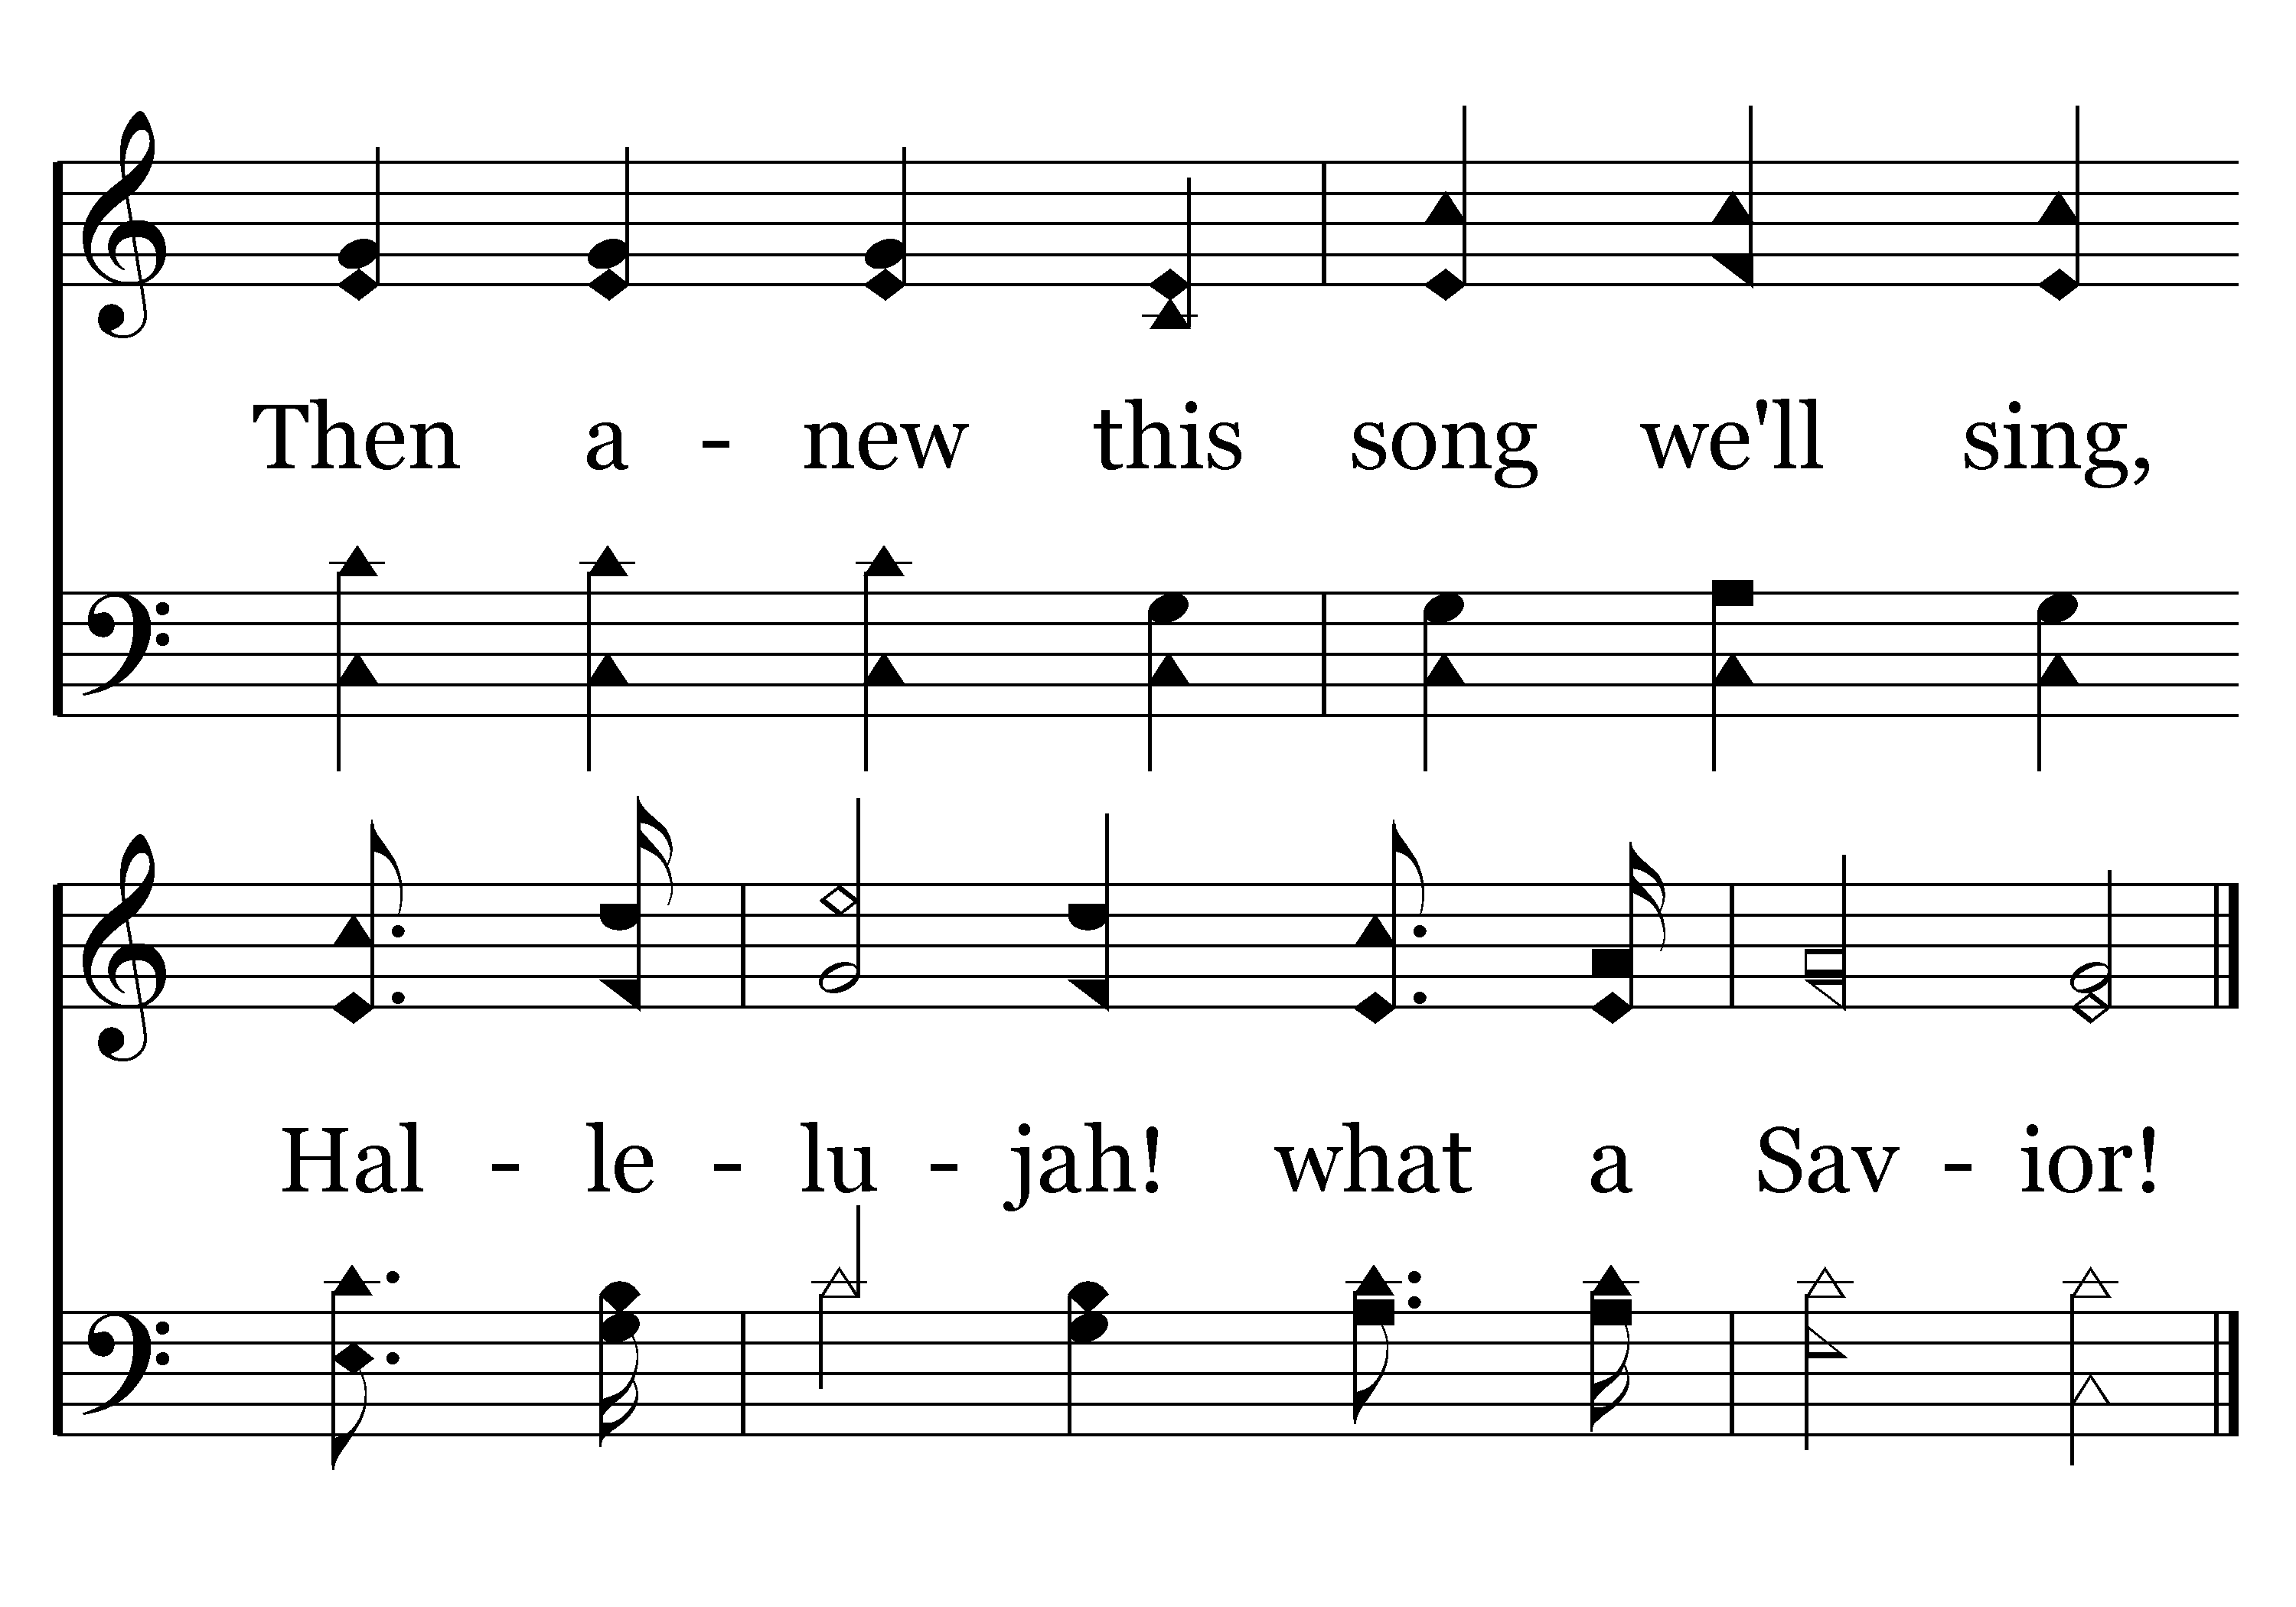 Then a - new this song we'll sing,
Hal - le - lu - jah! what a Sav - ior!